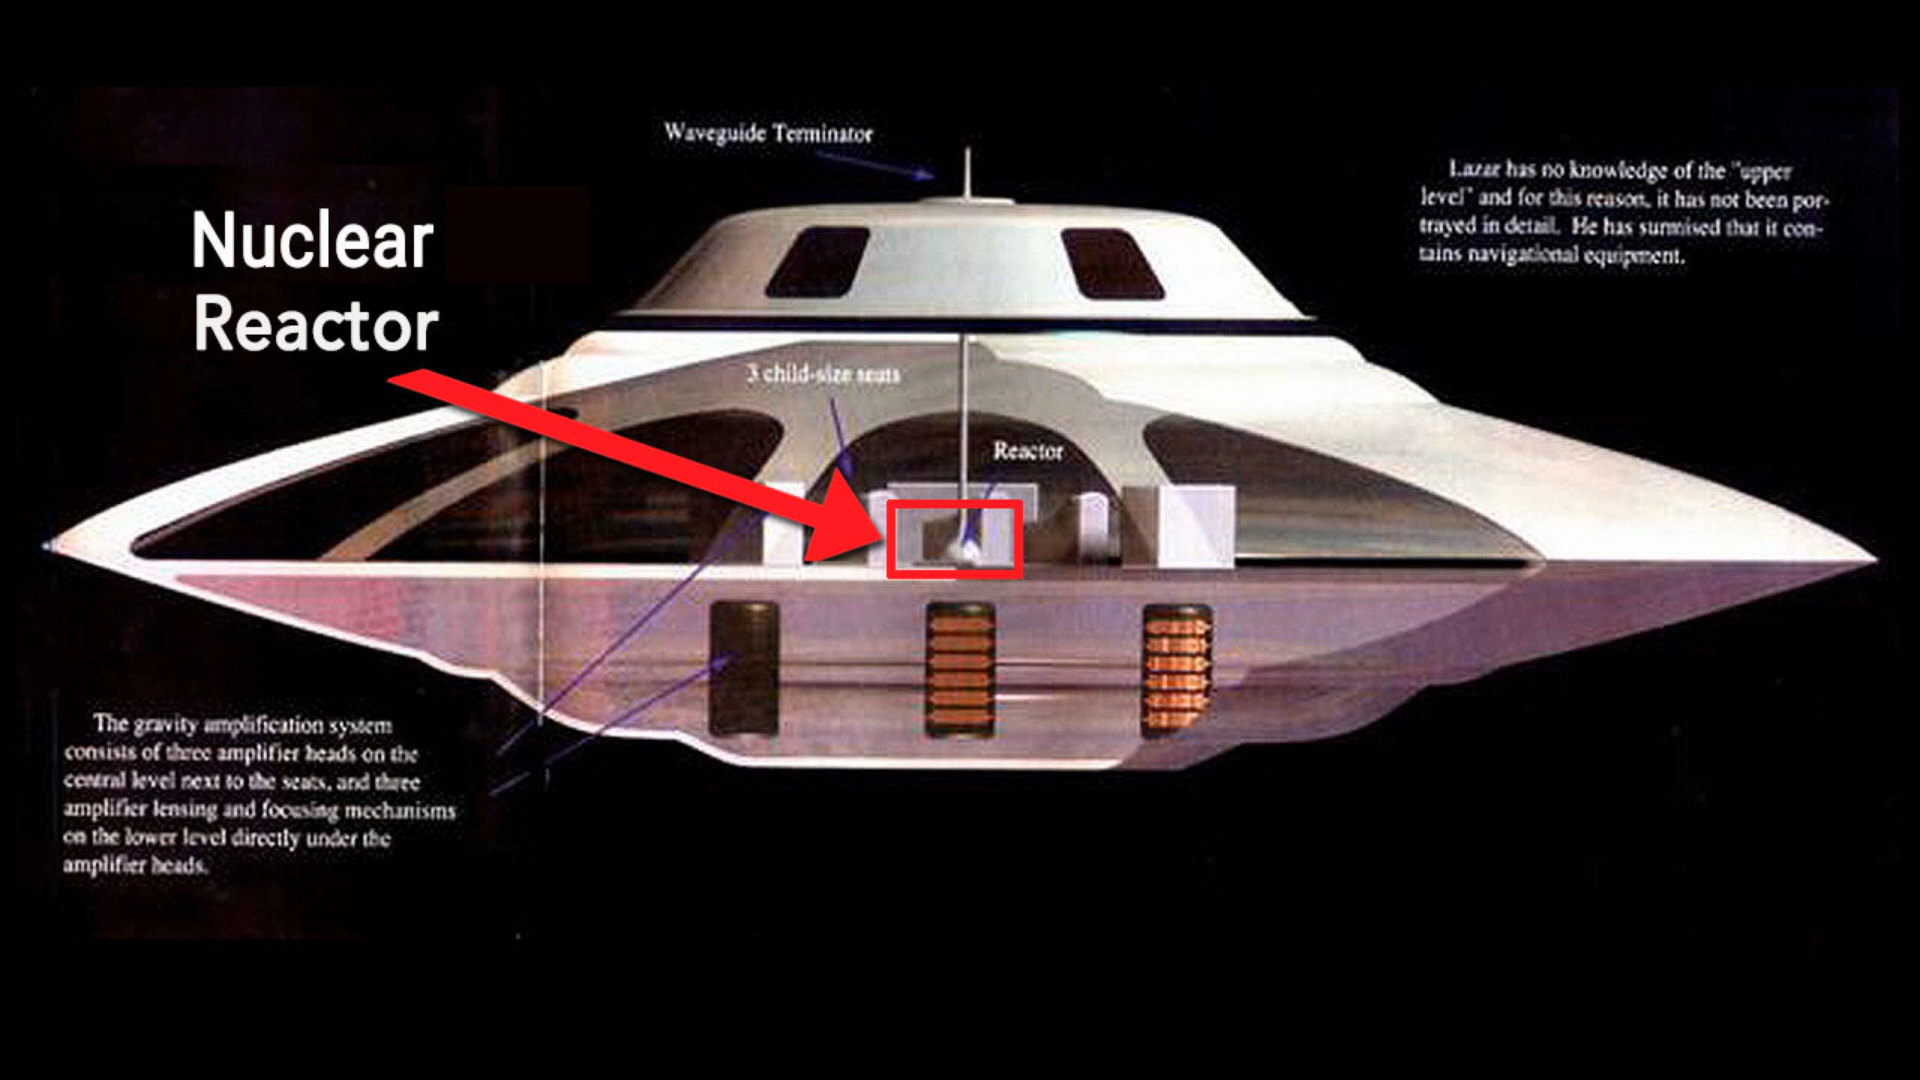 Waveguide Terminator
Lazar has no knowledge of the "upper
level" and for this reason, it has not been por-
trayed in detail. He has surmised that it con-
tains navigational equipment.
Nuclear
Reactor
3 child-size seats
Reactor
The gravity amplification system
consists of three amplifier heads on the
central level next to the seats, and three
amplifier lensing and focusing mechanisms
on the lower level directly under the
amplifier heads.